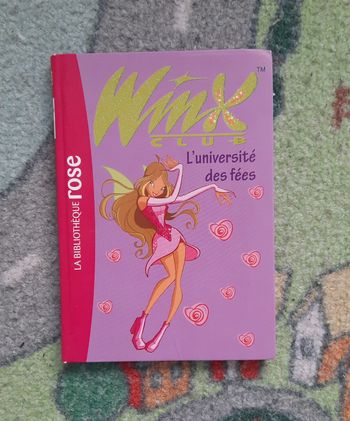 WinX
™
CLUB
L'université
des fées
LA BIBLIOTHÈQUE rose